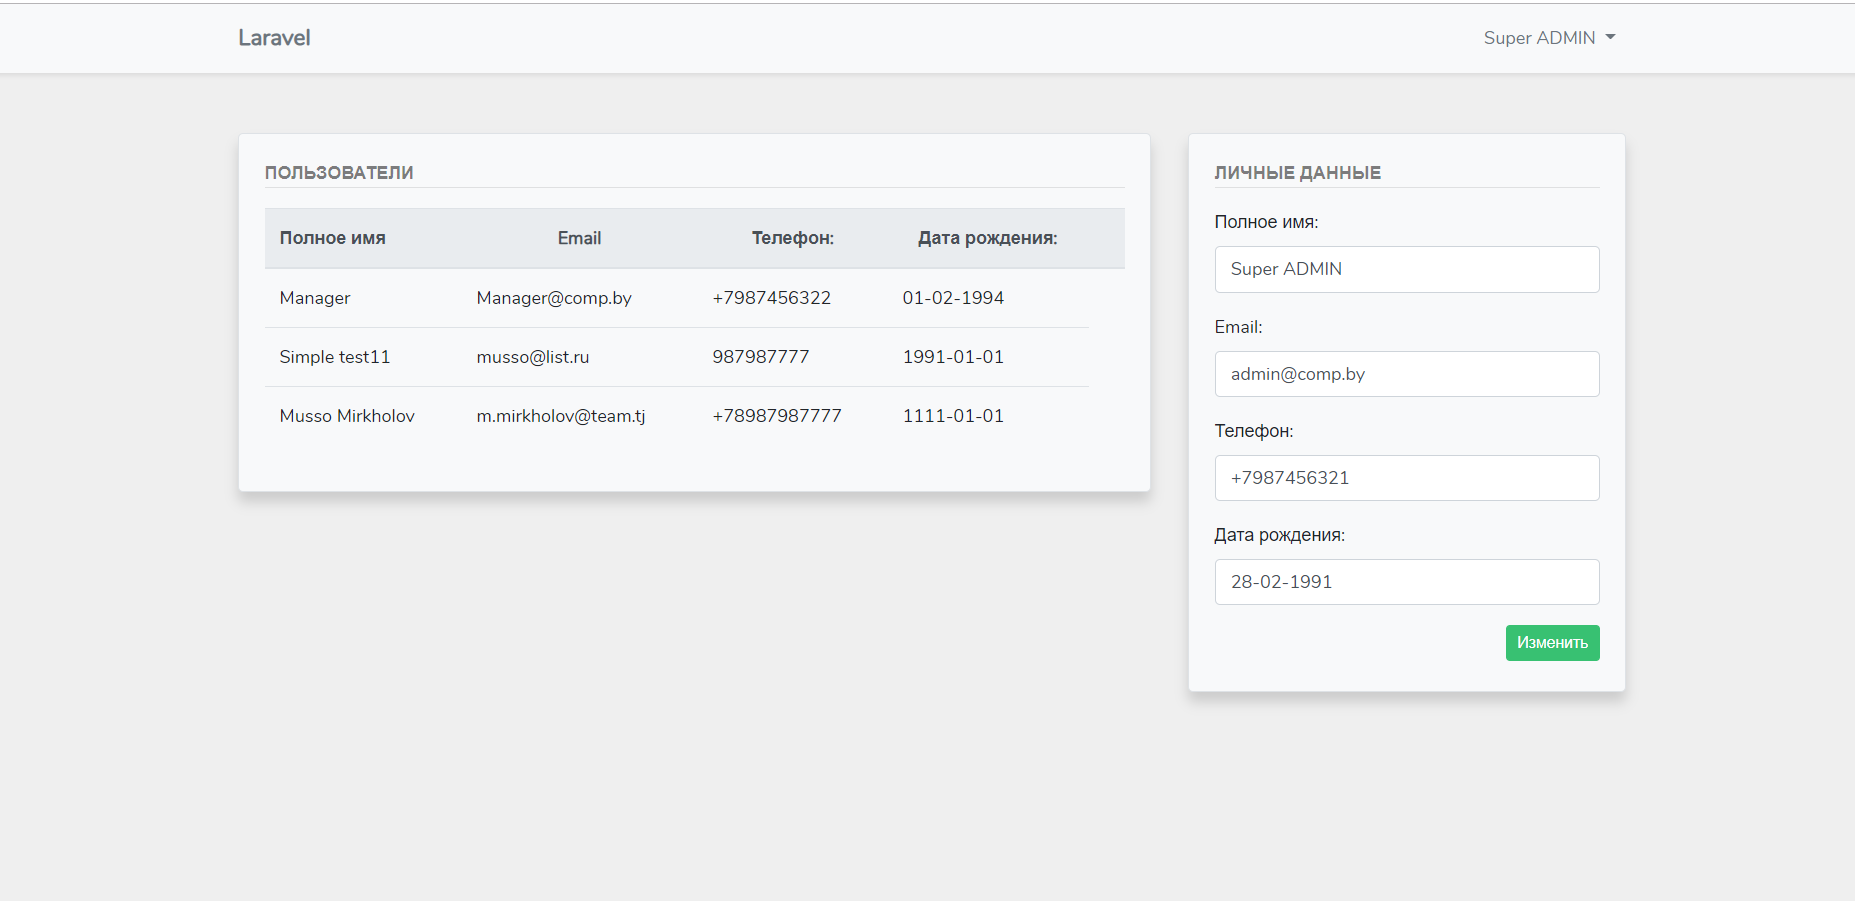 Laravel Super ADMIN
ПОЛЬЗОВАТЕЛИ
Полное имя Email Телефон: Дата рождения:
Manager Manager@comp.by +7987456322 01-02-1994
Simple test11 musso@list.ru 987987777 1991-01-01
Musso Mirkholov m.mirkholov@team.tj +78987987777 1111-01-01
ЛИЧНЫЕ ДАННЫЕ
Полное имя:
Super ADMIN
Email:
admin@comp.by
Телефон:
+7987456321
Дата рождения:
28-02-1991
Изменить